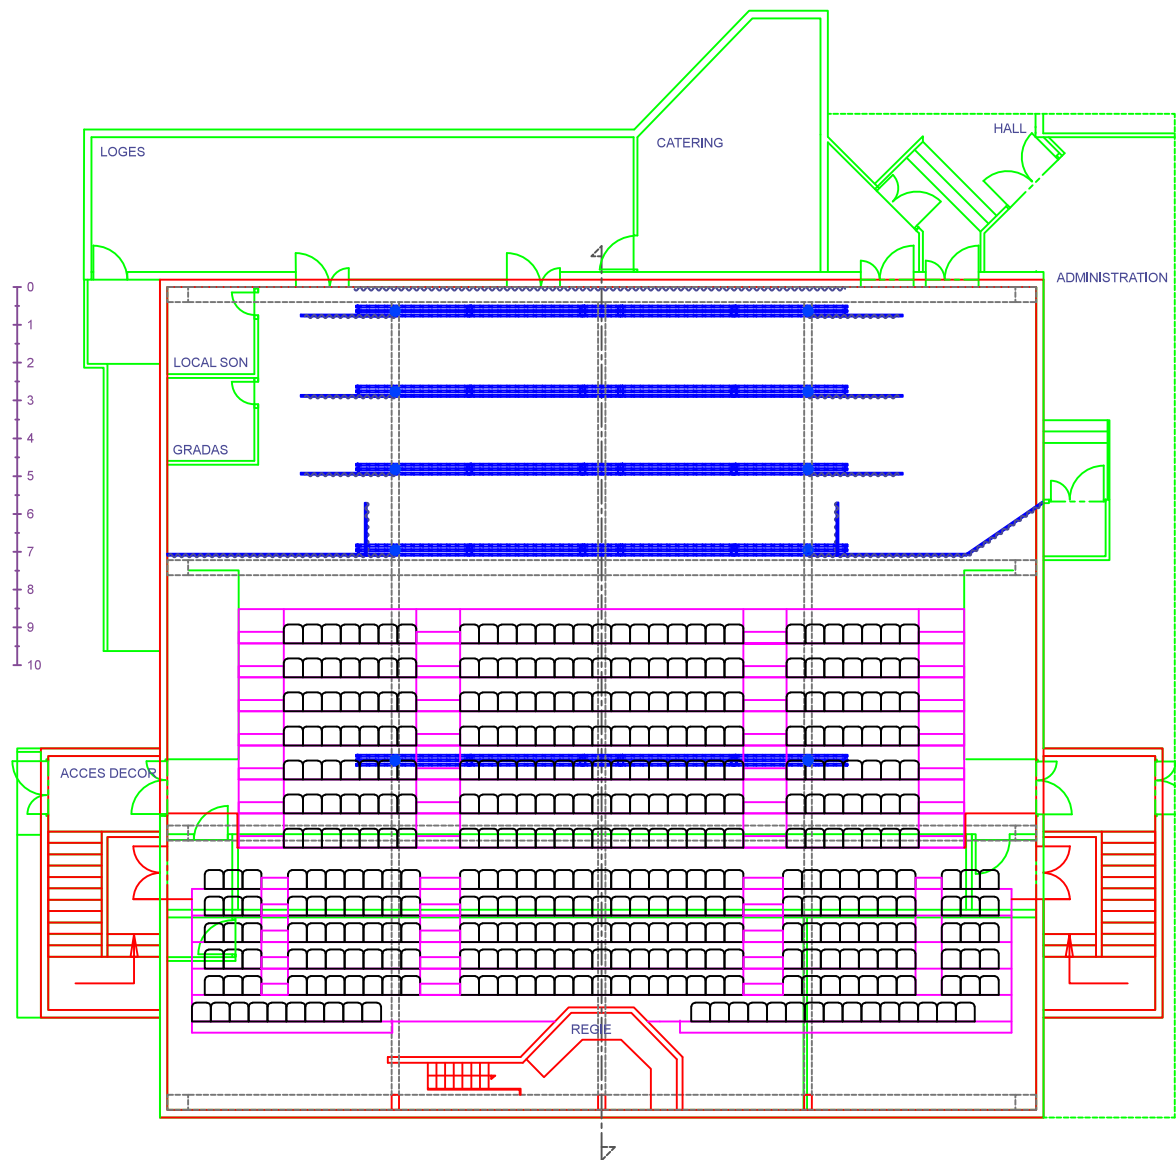 HALL
LOGES
CATERING
ADMINISTRATION
0
1
2
3
4
5
6
7
8
9
10
LOCAL SON
GRADAS
ACCES DECOR
REGIE